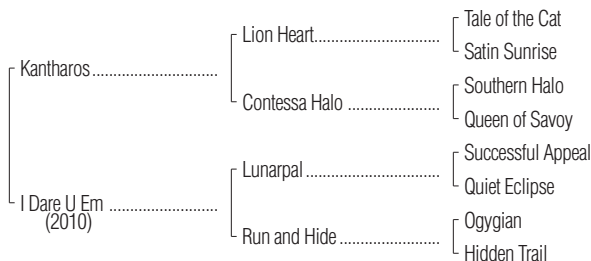 Tale of the Cat
Lion Heart
Satin Sunrise
Kantharos
Southern Halo
Contessa Halo
Queen of Savoy
Successful Appeal
Lunarpal
Quiet Eclipse
I Dare U Em
(2010)
Ogygian
Run and Hide
Hidden Trail